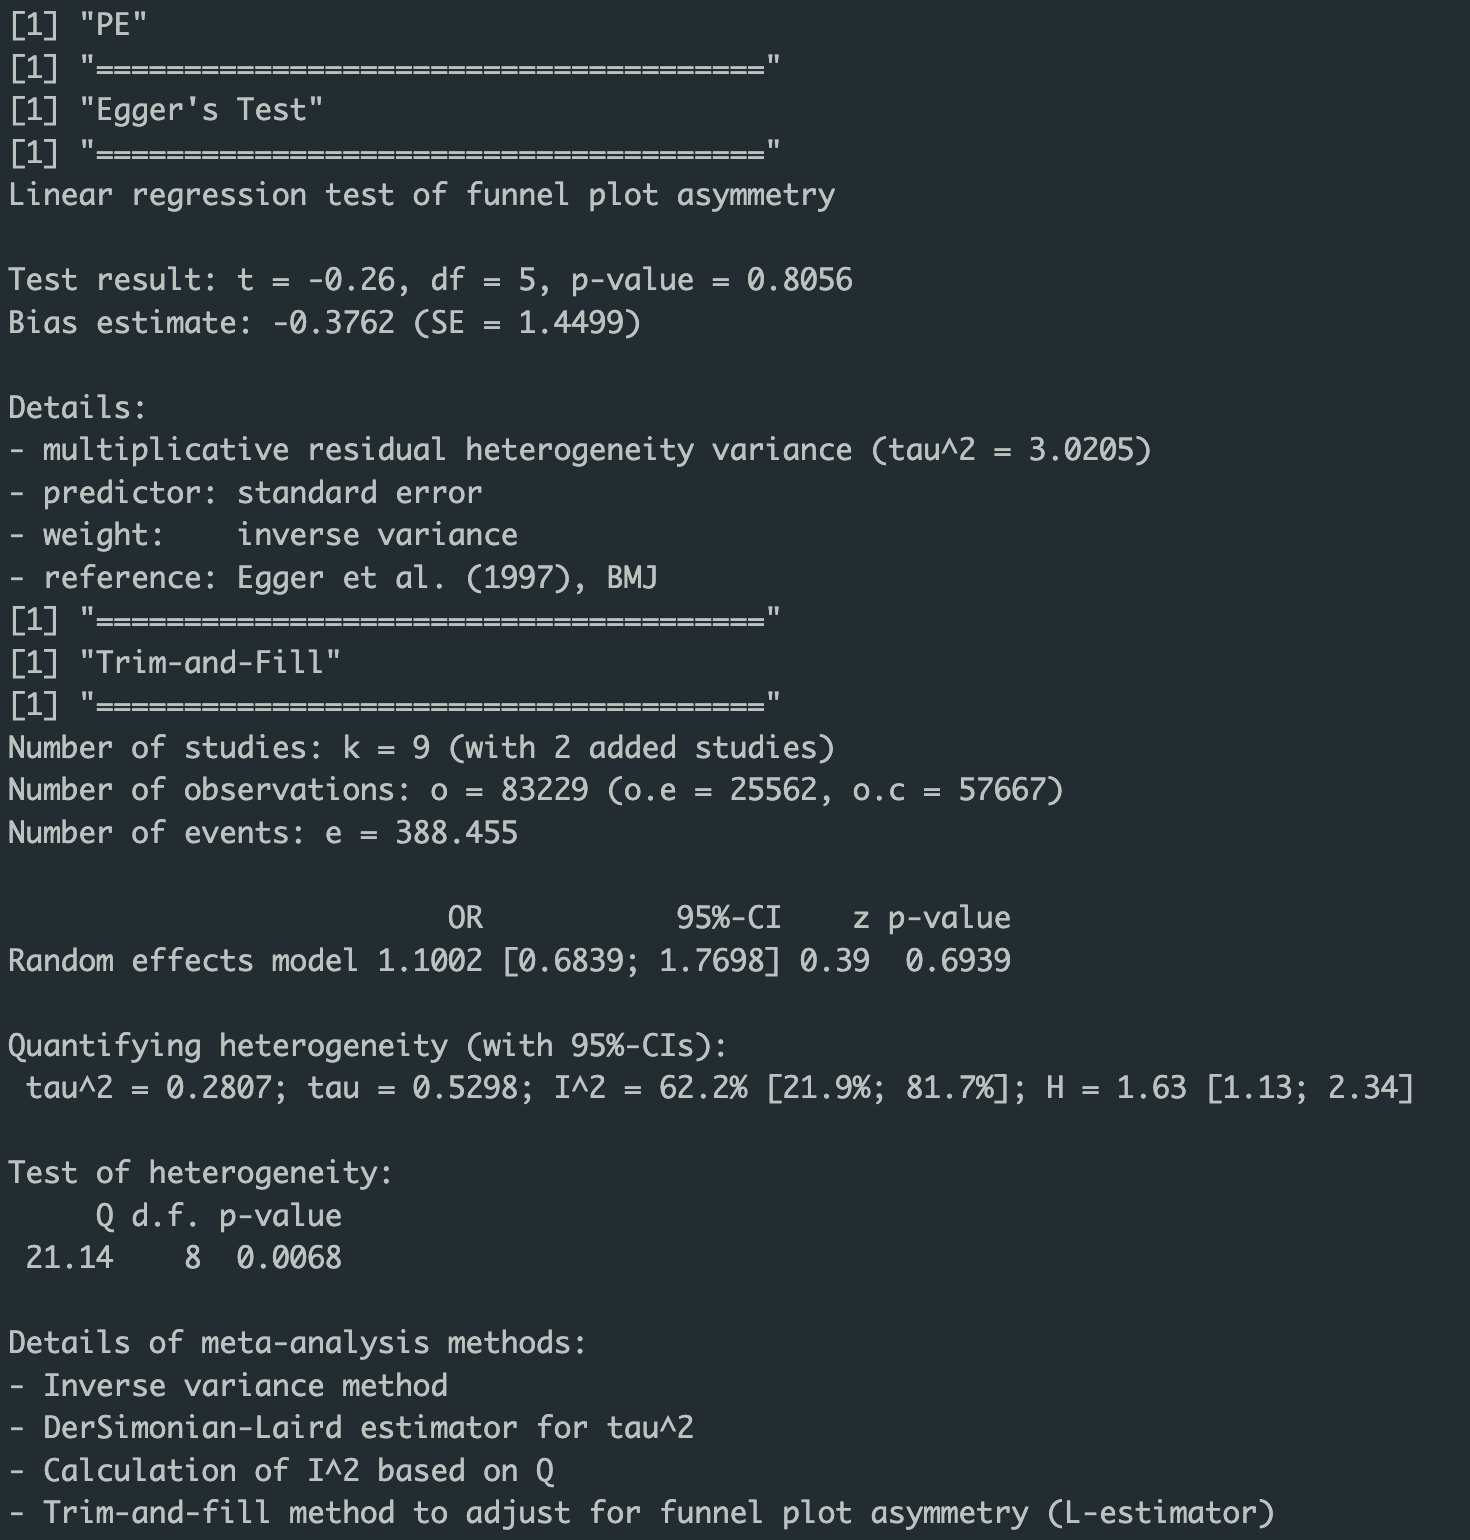 [1] "PE"
[1] "======================================"
[1] "Egger's Test"
[1] "======================================"
Linear regression test of funnel plot asymmetry
Test result: t = -0.26, df = 5, p-value = 0.8056
Bias estimate: -0.3762 (SE = 1.4499)
Details:
- multiplicative residual heterogeneity variance (tau^2 = 3.0205)
- predictor: standard error
- weight:    inverse variance
- reference: Egger et al. (1997), BMJ
[1] "======================================"
[1] "Trim-and-Fill"
[1] "======================================"
Number of studies: k = 9 (with 2 added studies)
Number of observations: o = 83229 (o.e = 25562, o.c = 57667)
Number of events: e = 388.455
                         OR           95%-CI    z p-value
Random effects model 1.1002 [0.6839; 1.7698] 0.39  0.6939
Quantifying heterogeneity (with 95%-CIs):
 tau^2 = 0.2807; tau = 0.5298; I^2 = 62.2% [21.9%; 81.7%]; H = 1.63 [1.13; 2.34]
Test of heterogeneity:
     Q d.f. p-value
 21.14    8  0.0068
Details of meta-analysis methods:
- Inverse variance method
- DerSimonian-Laird estimator for tau^2
- Calculation of I^2 based on Q
- Trim-and-fill method to adjust for funnel plot asymmetry (L-estimator)